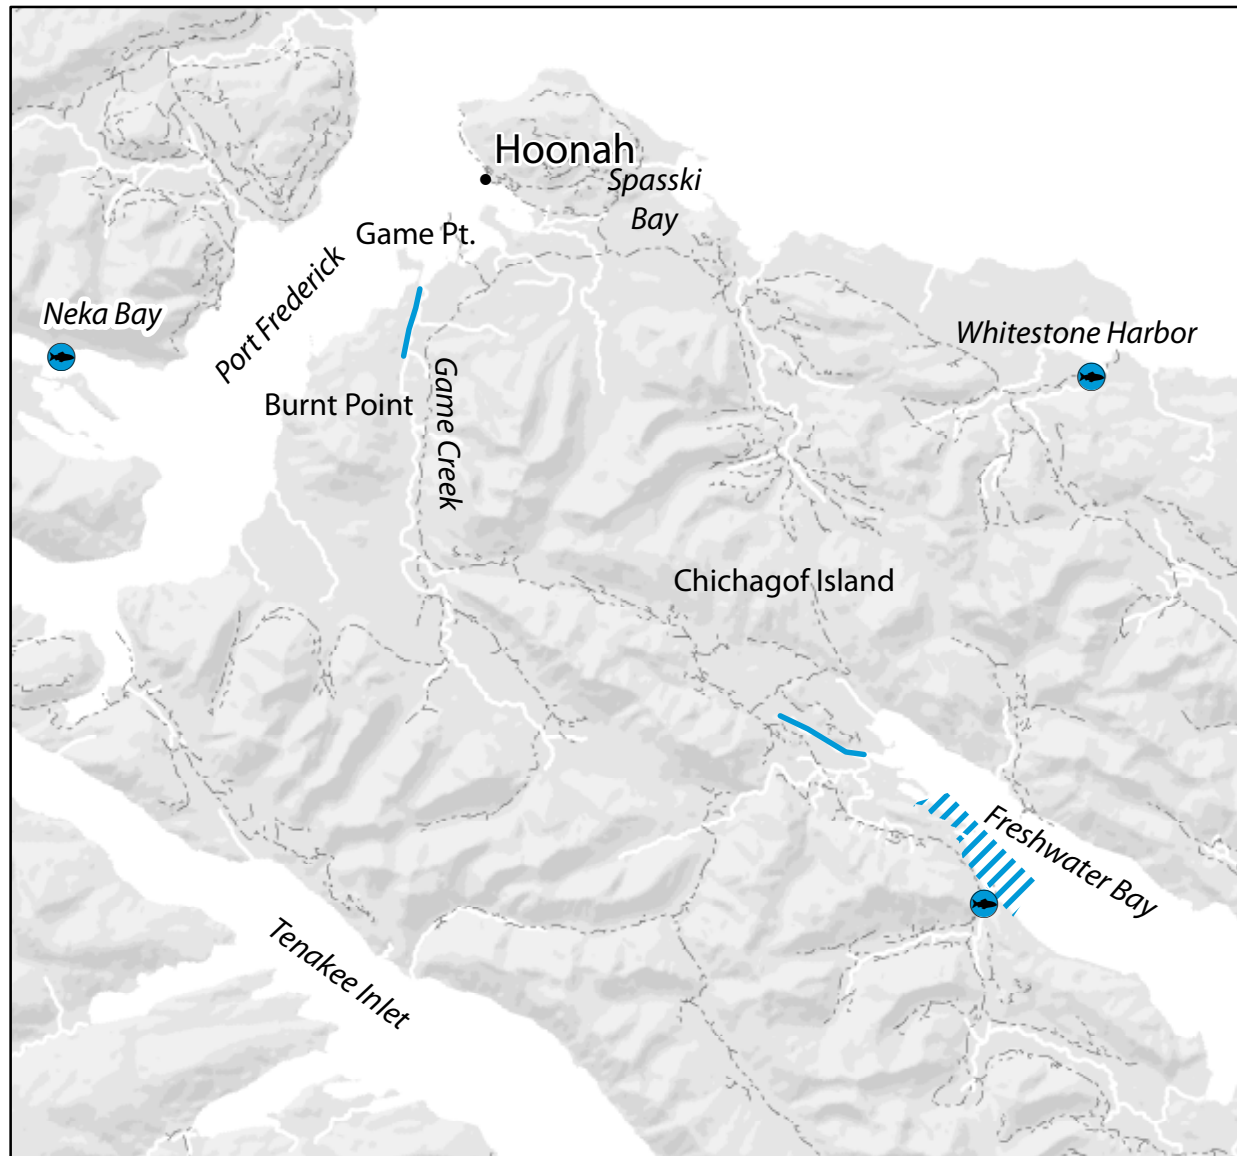 Hoonah
Spasski
Bay
Game Pt.
Port Frederick
Neka Bay
Whitestone Harbor
Burnt Point
Game Creek
Chichagof Island
Freshwater Bay
Tenakee Inlet